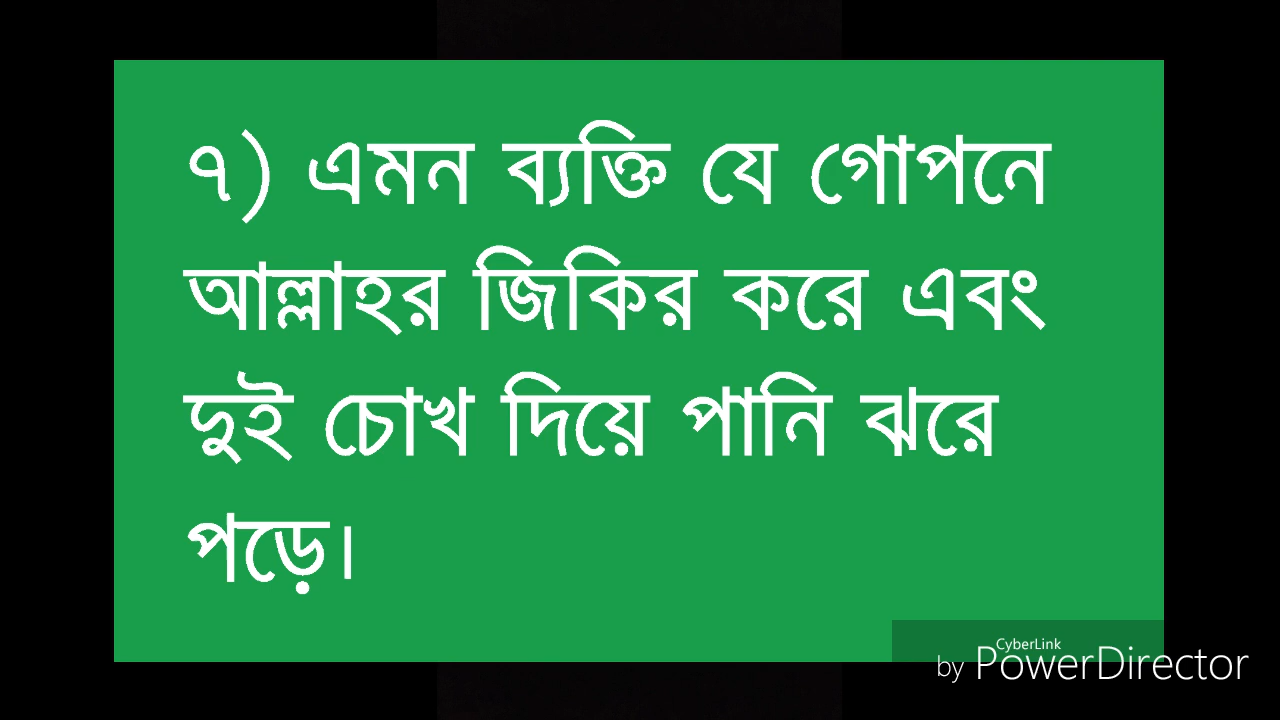 ৭) এমন ব্যক্তি যে গোপনে
আল্লাহর জিকির করে এবং
দুই চোখ দিয়ে পানি ঝরে
পড়ে।
CyberLink
by PowerDirector